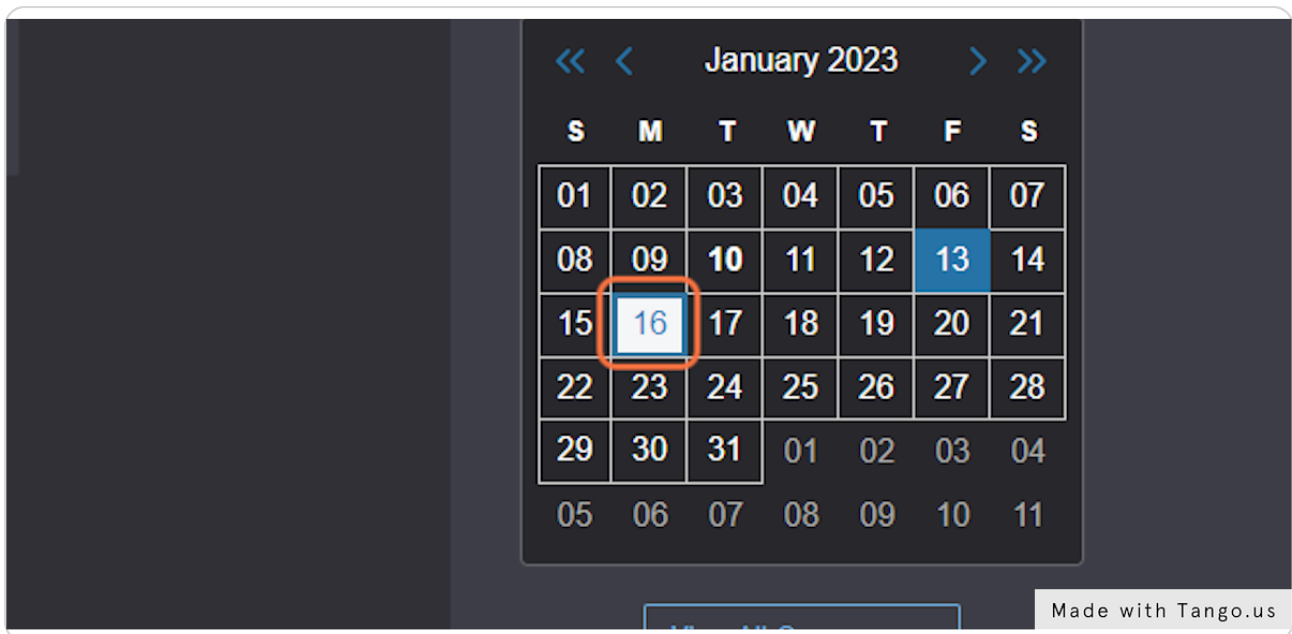 « < January 2023 > »
S M T W T F S
01 02 03 04 05 06 07
08 09 10 11 12 13 14
15 16 17 18 19 20 21
22 23 24 25 26 27 28
29 30 31 01 02 03 04
05 06 07 08 09 10 11
Made with Tango.us